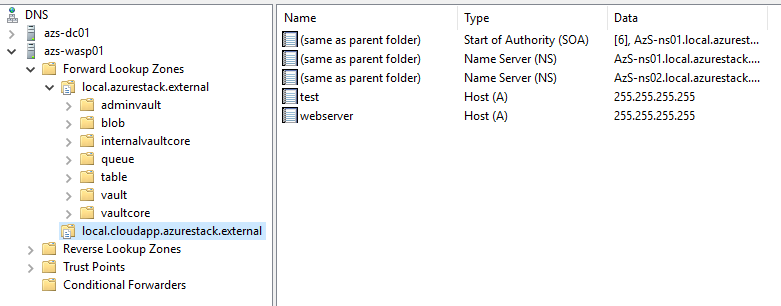 DNS
azs-dc01
azs-wasp01
Forward Lookup Zones
local.azurestack.external
adminvault
blob
internalvaultcore
queue
table
vault
vaultcore
local.cloudapp.azurestack.external
Reverse Lookup Zones
Trust Points
Conditional Forwarders
Name Type Data
(same as parent folder) Start of Authority (SOA) [6], AzS-ns01.local.azurest...
(same as parent folder) Name Server (NS) AzS-ns01.local.azurestack....
(same as parent folder) Name Server (NS) AzS-ns02.local.azurestack....
test Host (A) 255.255.255.255
webserver Host (A) 255.255.255.255